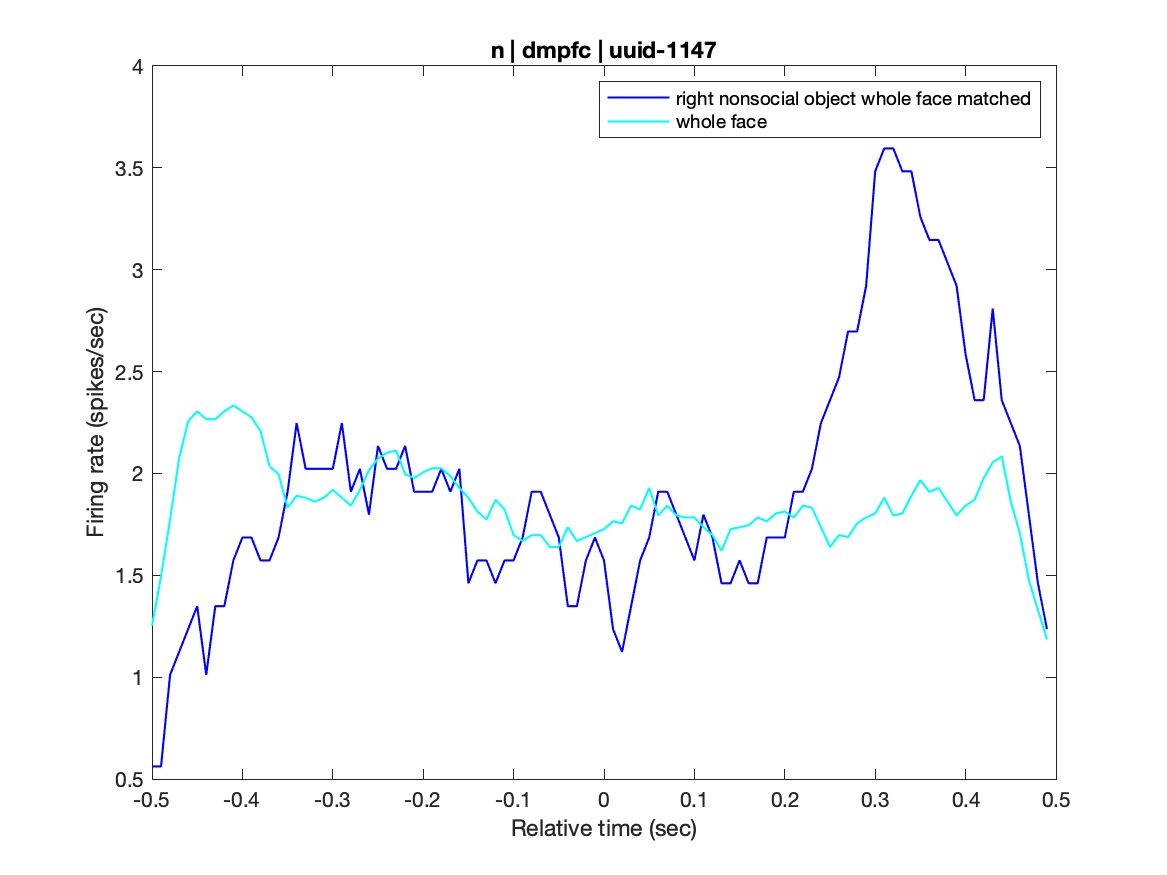 n | dmpfc | uuid-1147
right nonsocial object whole face matched
whole face
4
3.5
3
2.5
2
1.5
1
0.5
Firing rate (spikes/sec)
-0.5 -0.4 -0.3 -0.2 -0.1 0 0.1 0.2 0.3 0.4 0.5
Relative time (sec)